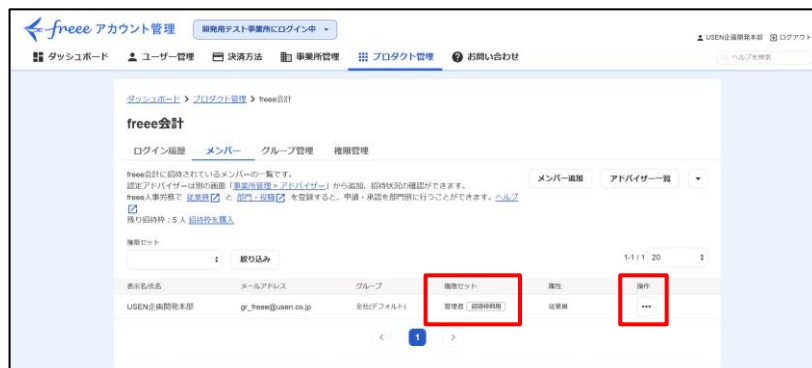 freee アカウント管理 開発用テスト事業所にログイン中
USEN企画開発本部 ログアウト
ダッシュボード ユーザー管理 決済方法 事業所管理 プロダクト管理 お問い合わせ ヘルプを検索
ダッシュボード > プロダクト管理 > freee会計
freee会計
ログイン履歴 メンバー グループ管理 権限管理
freee会計に招待されているメンバーの一覧です。
認定アドバイザーは別の画面「事業所管理 > アドバイザー」から追加、招待状況の確認ができます。
freee人事労務で 従業員 と 部門・役職 を登録すると、申請・承認を部門別に行うことができます。ヘルプ
残り招待枠：5 人 招待枠を購入
メンバー追加 アドバイザー一覧
権限セット
絞り込み
1-1 / 1 20
表示名/氏名 メールアドレス グループ 権限セット 属性 操作
USEN企画開発本部 gr_freee@usen.co.jp 全社(デフォルト) 管理者 招待枠利用 従業員 •••
< 1 >